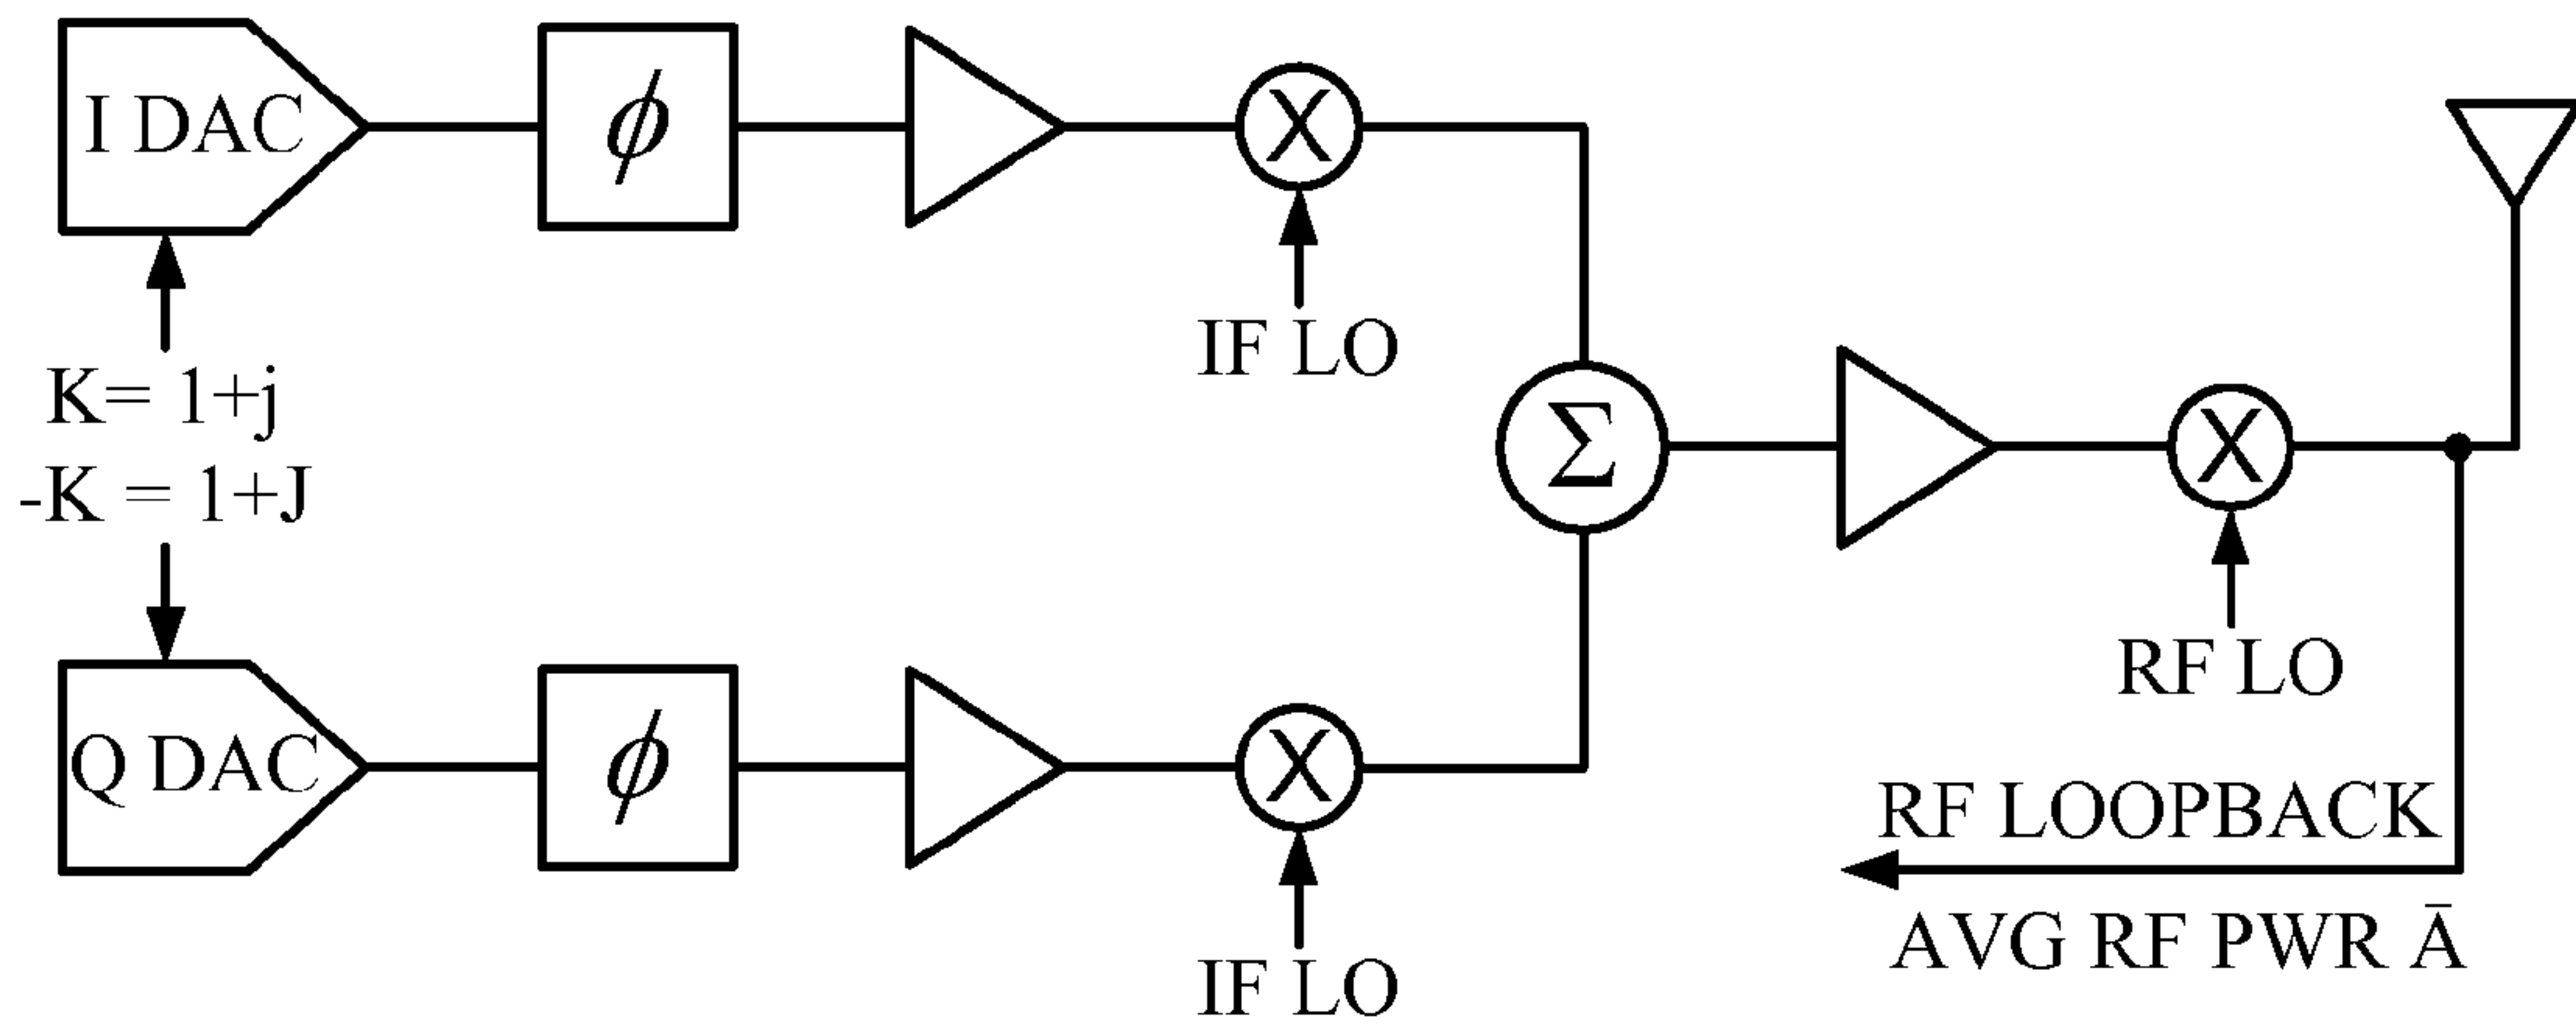 I DAC
ϕ
X
IF LO
K= 1+j
-K = 1+J
Σ
X
RF LO
Q DAC
ϕ
X
IF LO
RF LOOPBACK
AVG RF PWR Ā